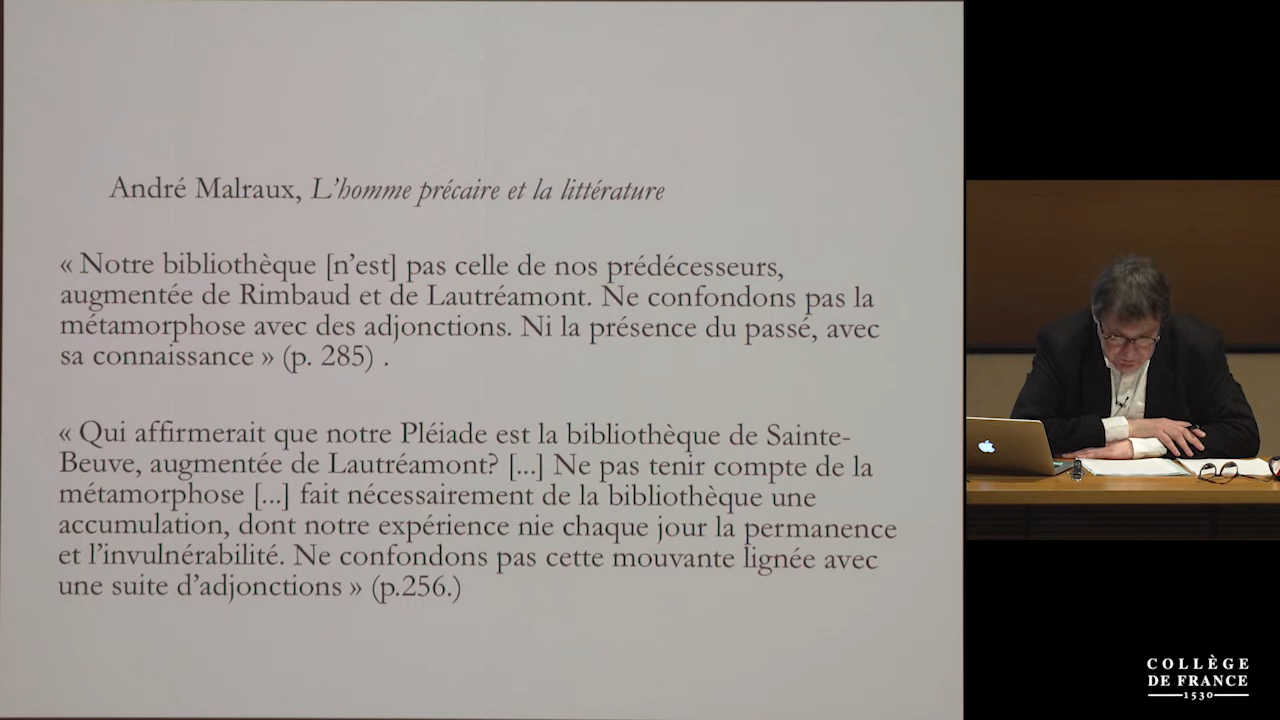 André Malraux, L’homme précaire et la littérature
« Notre bibliothèque [n’est] pas celle de nos prédécesseurs,
augmentée de Rimbaud et de Lautréamont. Ne confondons pas la
métamorphose avec des adjonctions. Ni la présence du passé, avec
sa connaissance » (p. 285) .
« Qui affirmerait que notre Pléiade est la bibliothèque de Sainte-
Beuve, augmentée de Lautréamont? [...] Ne pas tenir compte de la
métamorphose [...] fait nécessairement de la bibliothèque une
accumulation, dont notre expérience nie chaque jour la permanence
et l’invulnérabilité. Ne confondons pas cette mouvante lignée avec
une suite d’adjonctions » (p.256.)
COLLÈGE
DE FRANCE
1530